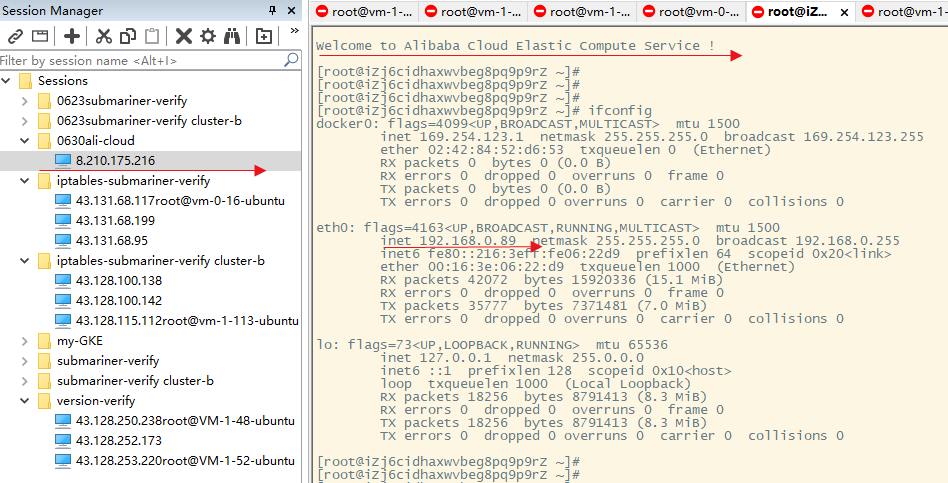 Session Manager
Filter by session name <Alt+I>
Sessions
0623submariner-verify
0623submariner-verify cluster-b
0630ali-cloud
8.210.175.216
iptables-submariner-verify
43.131.68.117root@vm-0-16-ubuntu
43.131.68.199
43.131.68.95
iptables-submariner-verify cluster-b
43.128.100.138
43.128.100.142
43.128.115.112root@vm-1-113-ubuntu
my-GKE
submariner-verify
submariner-verify cluster-b
version-verify
43.128.250.238root@VM-1-48-ubuntu
43.128.252.173
43.128.253.220root@VM-1-52-ubuntu
root@vm-1-... root@vm-1-... root@vm-1-... root@vm-0-... root@iZ... root@vm-1-
Welcome to Alibaba Cloud Elastic Compute Service !
[root@iZj6cidhaxwvbeg8pq9p9rZ ~]#
[root@iZj6cidhaxwvbeg8pq9p9rZ ~]#
[root@iZj6cidhaxwvbeg8pq9p9rZ ~]#
[root@iZj6cidhaxwvbeg8pq9p9rZ ~]# ifconfig
docker0: flags=4099<UP,BROADCAST,MULTICAST>  mtu 1500
inet 169.254.123.1  netmask 255.255.255.0  broadcast 169.254.123.255
ether 02:42:84:52:d6:53  txqueuelen 0  (Ethernet)
RX packets 0  bytes 0 (0.0 B)
RX errors 0  dropped 0  overruns 0  frame 0
TX packets 0  bytes 0 (0.0 B)
TX errors 0  dropped 0 overruns 0  carrier 0  collisions 0
eth0: flags=4163<UP,BROADCAST,RUNNING,MULTICAST>  mtu 1500
inet 192.168.0.89  netmask 255.255.255.0  broadcast 192.168.0.255
inet6 fe80::216:3eff:fe06:22d9  prefixlen 64  scopeid 0x20<link>
ether 00:16:3e:06:22:d9  txqueuelen 1000  (Ethernet)
RX packets 42072  bytes 15920336 (15.1 MiB)
RX errors 0  dropped 0  overruns 0  frame 0
TX packets 35777  bytes 7371481 (7.0 MiB)
TX errors 0  dropped 0 overruns 0  carrier 0  collisions 0
lo: flags=73<UP,LOOPBACK,RUNNING>  mtu 65536
inet 127.0.0.1  netmask 255.0.0.0
inet6 ::1  prefixlen 128  scopeid 0x10<host>
loop  txqueuelen 1000  (Local Loopback)
RX packets 18256  bytes 8791413 (8.3 MiB)
RX errors 0  dropped 0  overruns 0  frame 0
TX packets 18256  bytes 8791413 (8.3 MiB)
TX errors 0  dropped 0 overruns 0  carrier 0  collisions 0
[root@iZj6cidhaxwvbeg8pq9p9rZ ~]#
[root@iZj6cidhaxwvbeg8pq9p9rZ ~]#